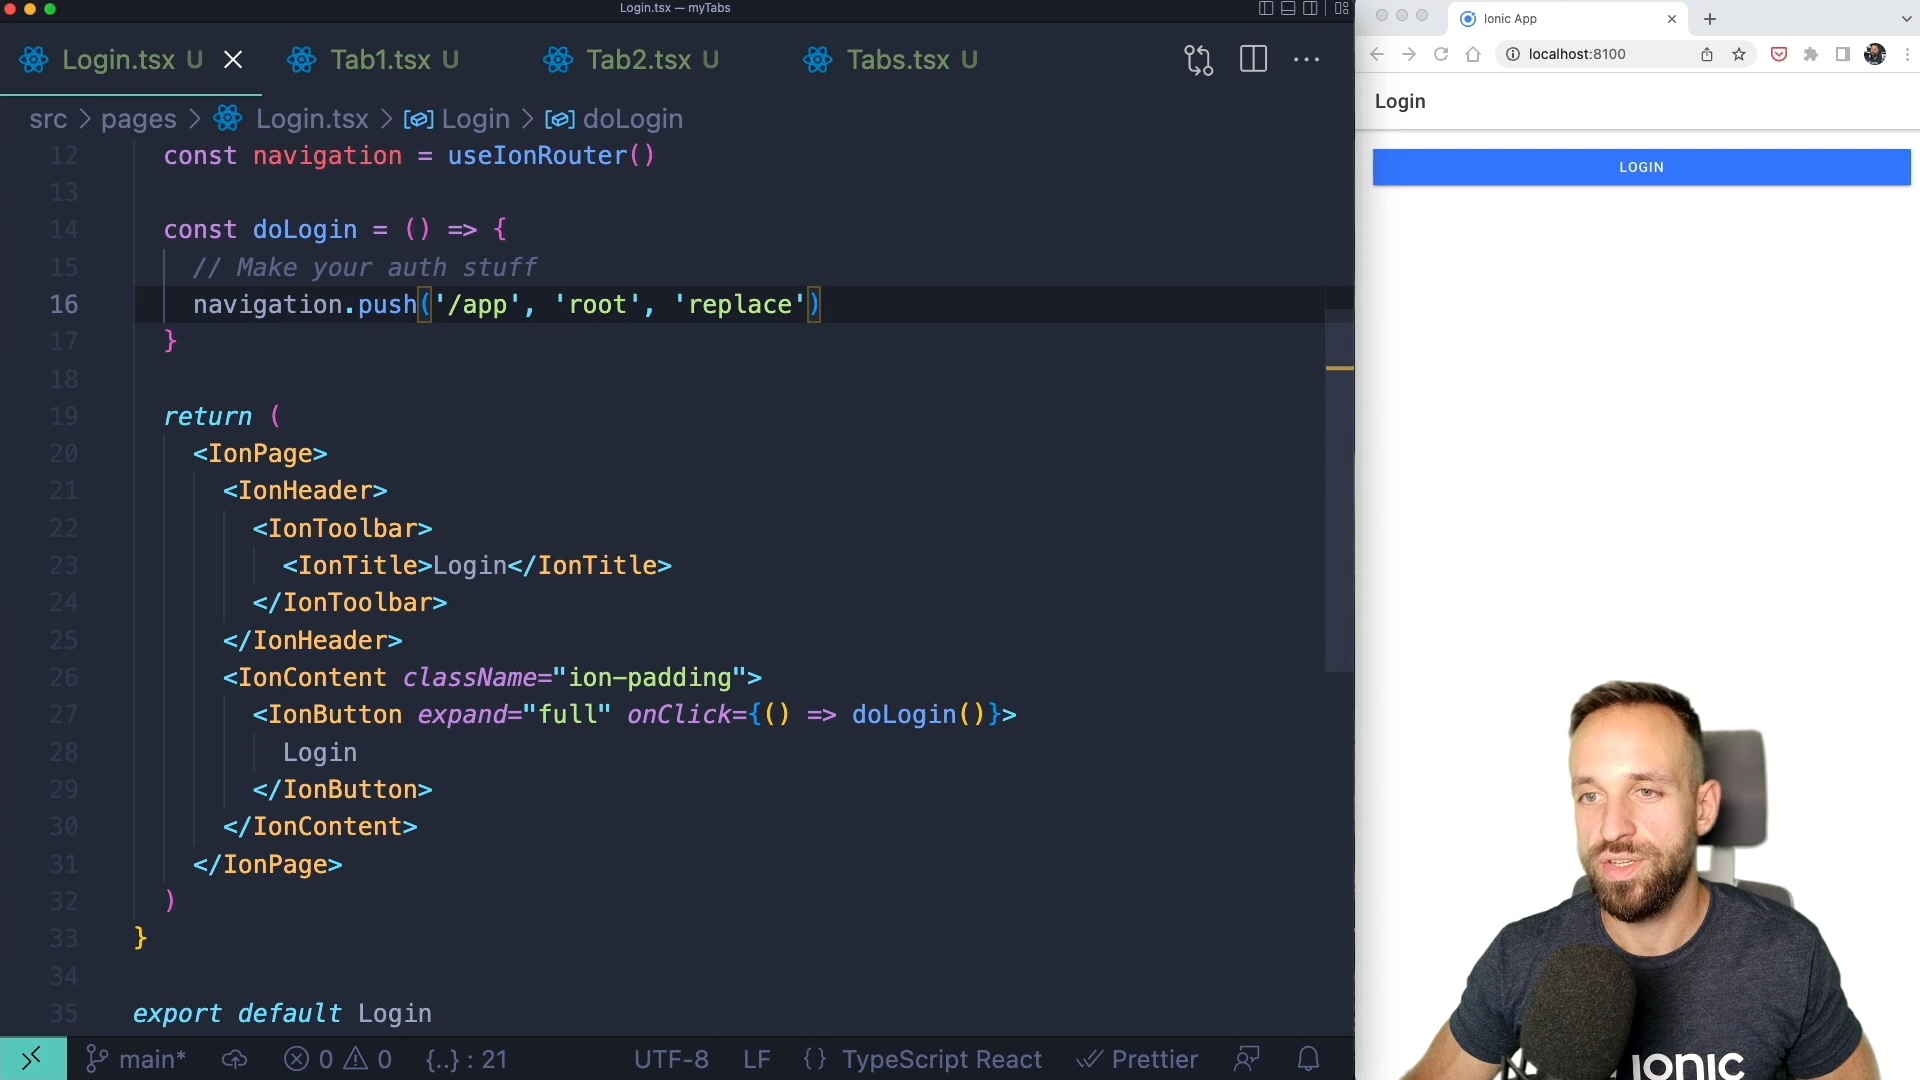 Login.tsx — myTabs
Login.tsx U
Tab1.tsx U
Tab2.tsx U
Tabs.tsx U
src > pages > Login.tsx > Login > doLogin
12 const navigation = useIonRouter()
13
14 const doLogin = () => {
15 // Make your auth stuff
16 navigation.push('/app', 'root', 'replace')
17 }
18
19 return (
20 <IonPage>
21 <IonHeader>
22 <IonToolbar>
23 <IonTitle>Login</IonTitle>
24 </IonToolbar>
25 </IonHeader>
26 <IonContent className="ion-padding">
27 <IonButton expand="full" onClick={() => doLogin()}>
28 Login
29 </IonButton>
30 </IonContent>
31 </IonPage>
32 )
33 }
34
35 export default Login
main* 0 0 {..} : 21 UTF-8 LF {} TypeScript React Prettier
Ionic App
localhost:8100
Login
LOGIN
IONIC